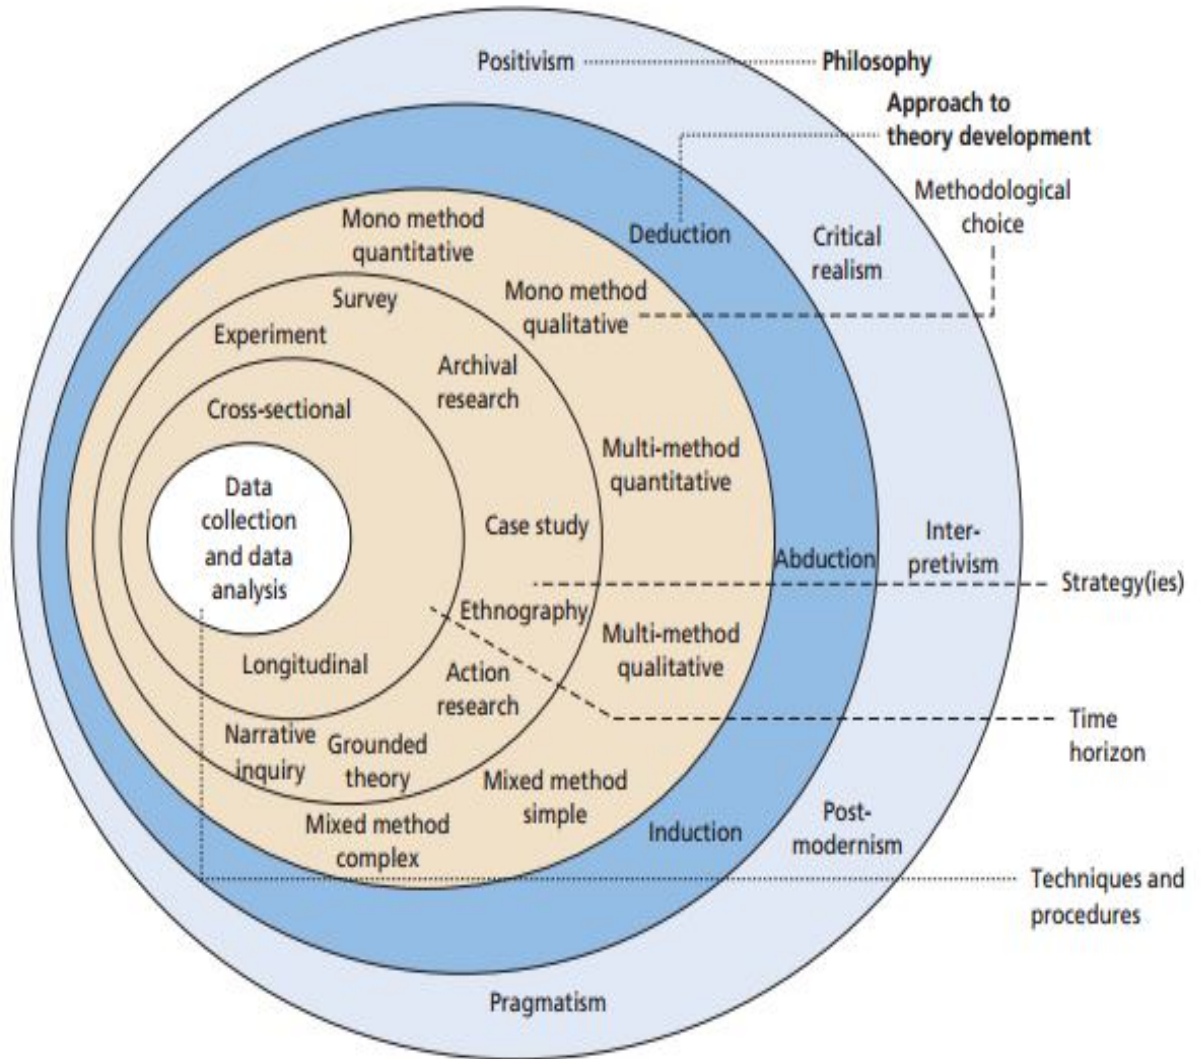 Positivism
Philosophy
Approach to
theory development
Methodological
choice
Mono method
quantitative
Deduction
Critical
realism
Mono method
qualitative
Survey
Experiment
Archival
research
Cross-sectional
Multi-method
quantitative
Data
collection
and data
analysis
Case study
Abduction
Inter-
pretivism
Strategy(ies)
Ethnography
Multi-method
qualitative
Longitudinal
Action
research
Time
horizon
Narrative
inquiry
Grounded
theory
Mixed method
simple
Mixed method
complex
Induction
Post-
modernism
Techniques and
procedures
Pragmatism